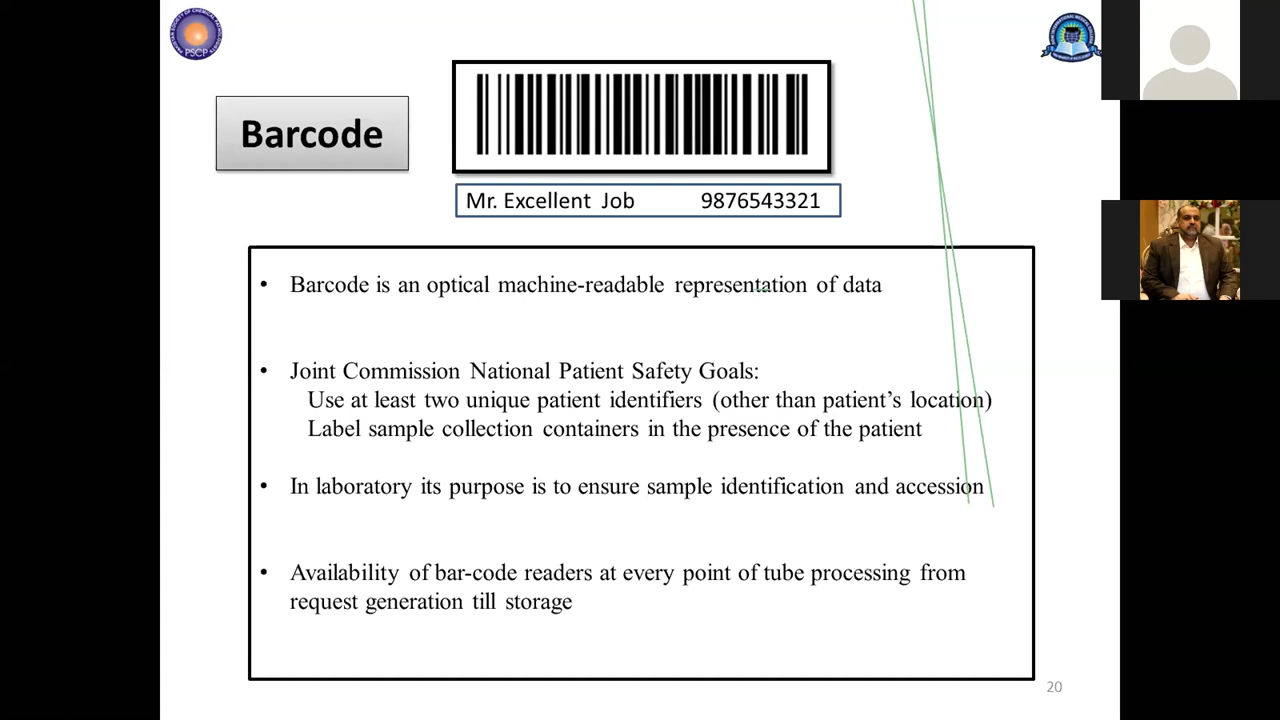 PSCP
Barcode
Mr. Excellent Job 9876543321
• Barcode is an optical machine-readable representation of data
• Joint Commission National Patient Safety Goals:
Use at least two unique patient identifiers (other than patient's location)
Label sample collection containers in the presence of the patient
• In laboratory its purpose is to ensure sample identification and accession
• Availability of bar-code readers at every point of tube processing from
request generation till storage
20